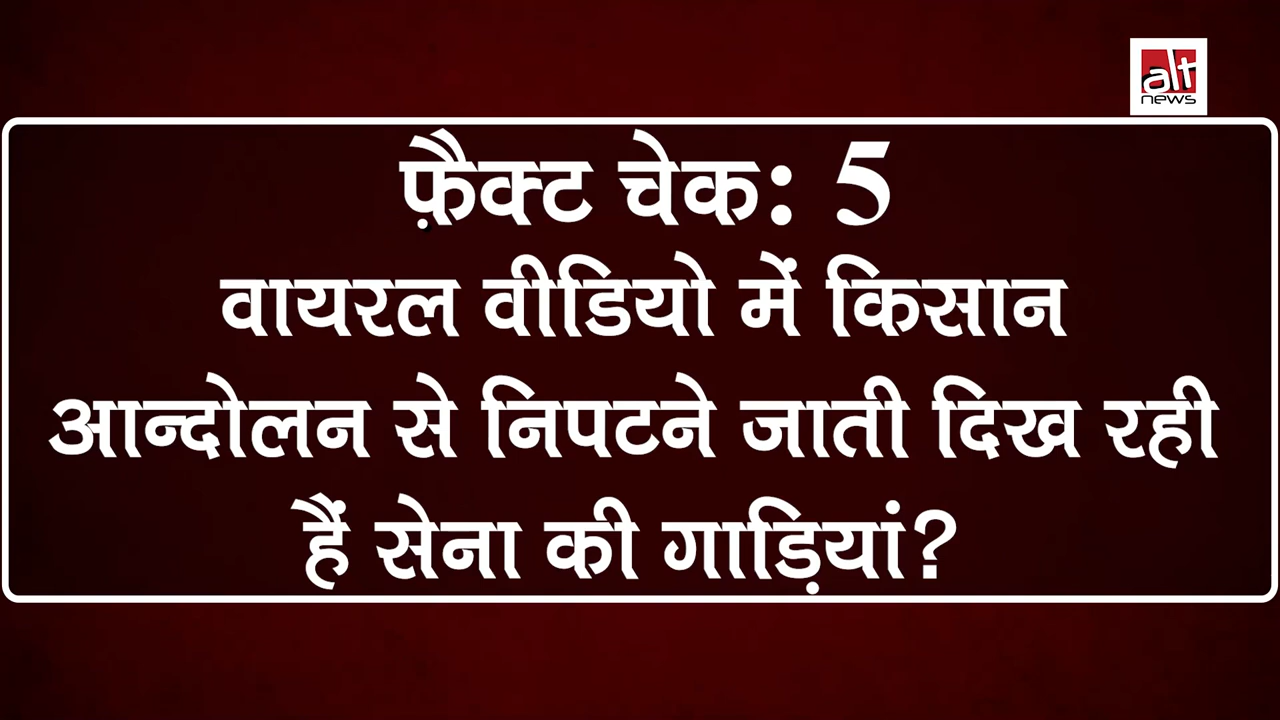 alt
news
फ़ैक्ट चेक: 5
वायरल वीडियो में किसान
आन्दोलन से निपटने जाती दिख रही
हैं सेना की गाड़ियां?